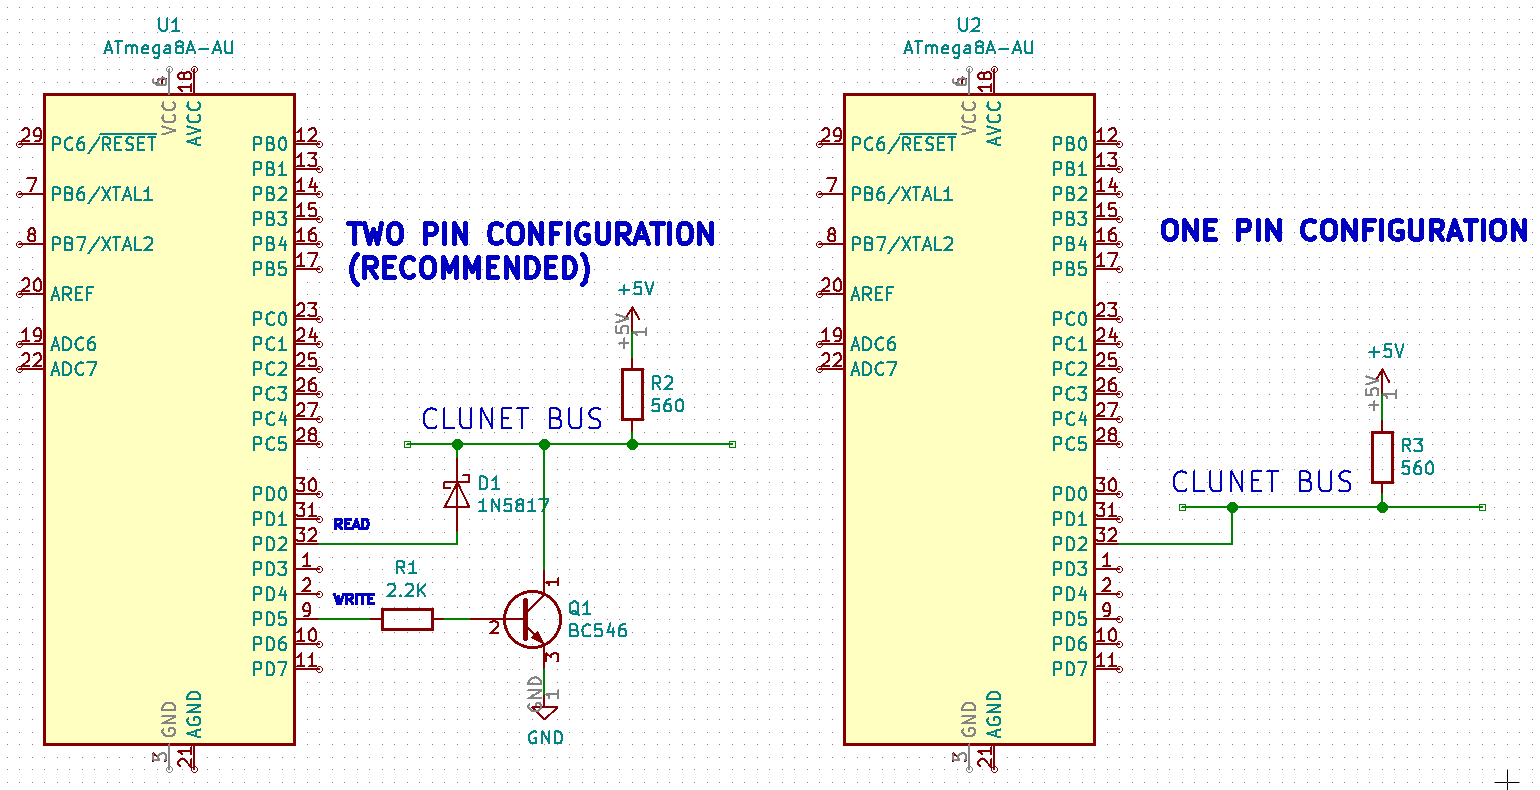 U1
ATmega8A-AU
6
18
VCC
AVCC
29
PC6/RESET
7
PB6/XTAL1
8
PB7/XTAL2
20
AREF
19
ADC6
22
ADC7
PB0
12
PB1
13
PB2
14
PB3
15
PB4
16
PB5
17
PC0
23
PC1
24
PC2
25
PC3
26
PC4
27
PC5
28
PD0
30
PD1
31
PD2
32
PD3
1
PD4
2
PD5
9
PD6
10
PD7
11
GND
AGND
3
21
TWO PIN CONFIGURATION
(RECOMMENDED)
+5V
+5V
1
R2
560
CLUNET BUS
D1
1N5817
READ
R1
2.2K
WRITE
1
2
3
Q1
BC546
GND
1
GND
U2
ATmega8A-AU
18
VCC
AVCC
29
PC6/RESET
7
PB6/XTAL1
8
PB7/XTAL2
20
AREF
19
ADC6
22
ADC7
PB0
12
PB1
13
PB2
14
PB3
15
PB4
16
PB5
17
PC0
23
PC1
24
PC2
25
PC3
26
PC4
27
PC5
28
PD0
30
PD1
31
PD2
32
PD3
1
PD4
2
PD5
9
PD6
10
PD7
11
GND
AGND
3
21
ONE PIN CONFIGURATION
+5V
+5V
1
R3
560
CLUNET BUS